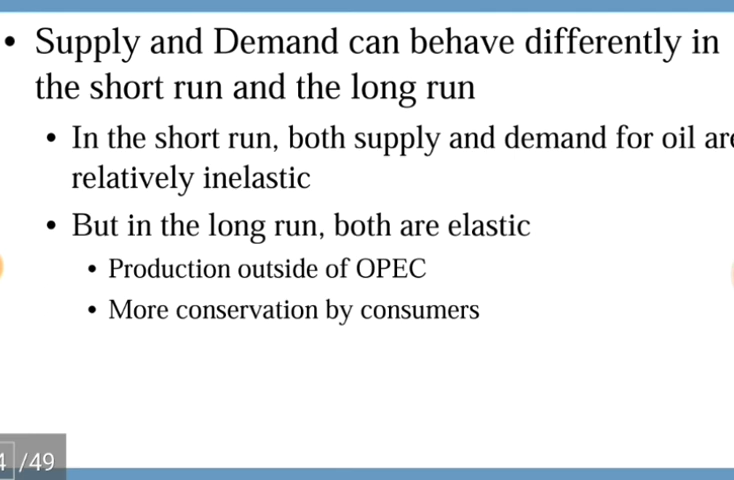 • Supply and Demand can behave differently in
the short run and the long run
• In the short run, both supply and demand for oil are
relatively inelastic
• But in the long run, both are elastic
• Production outside of OPEC
• More conservation by consumers
4 /49